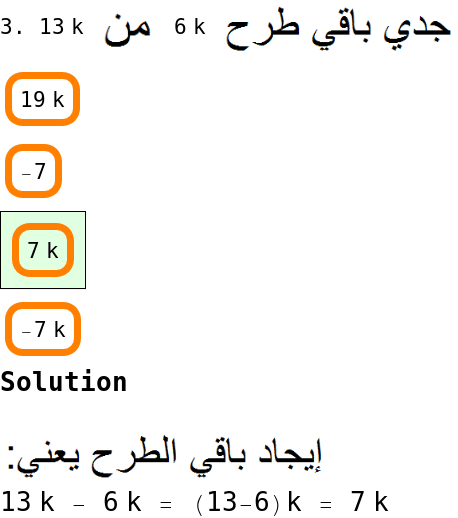 3. جدي باقي طرح 6 k من 13 k
19 k
−7
7 k
−7 k
Solution
إيجاد باقي الطرح يعني:
13 k − 6 k = (13−6) k = 7 k